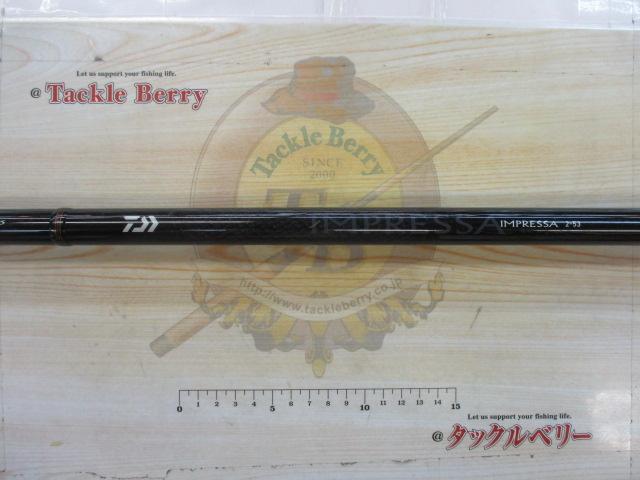 Let us support your fishing life.
@ Tackle Berry
Tackle Berry
SINCE
2000
TB
IMPRESSA
IMPRESSA 2-53
http://www.tackleberry.co.jp
0 1 2 3 4 5 6 7 8 9 10 11 12 13 14 15
Let us support your fishing life.
@ タックルベリー